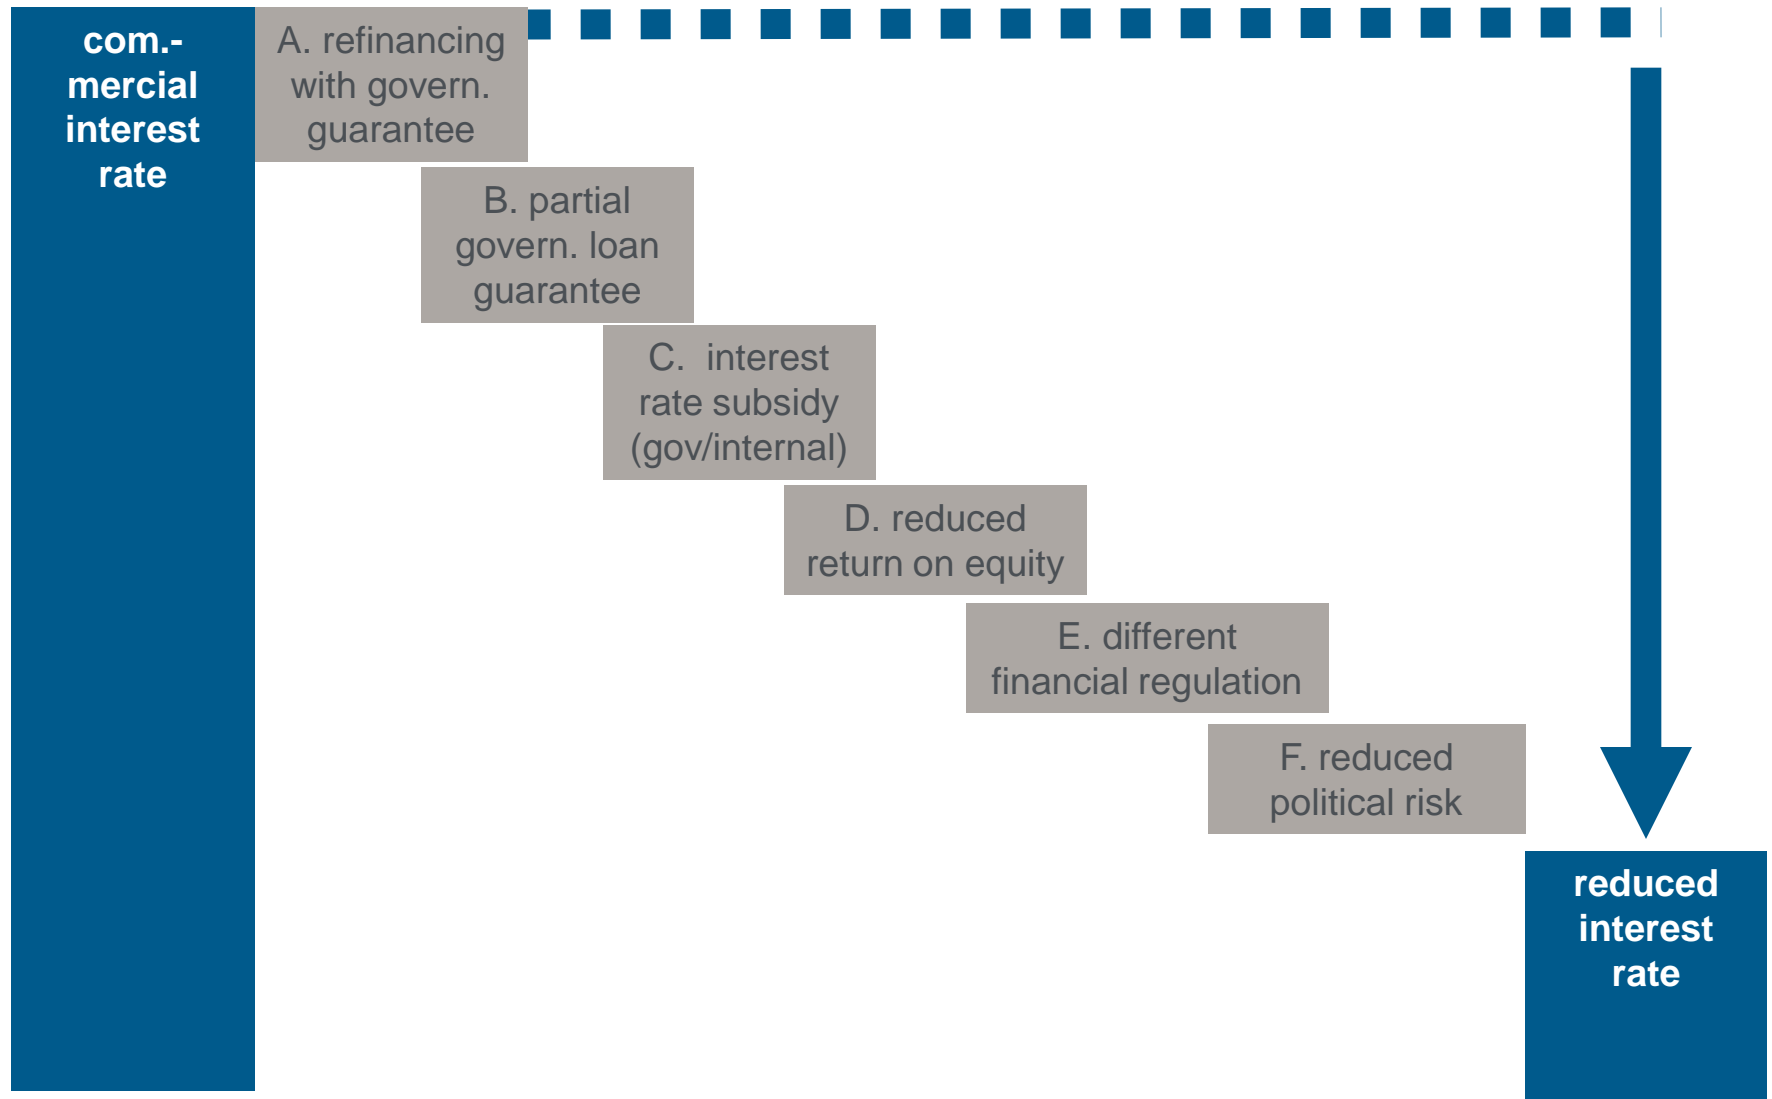 com.-
mercial
interest
rate
A. refinancing
with govern.
guarantee
B. partial
govern. loan
guarantee
C.  interest
rate subsidy
(gov/internal)
D. reduced
return on equity
E. different
financial regulation
F. reduced
political risk
reduced
interest
rate